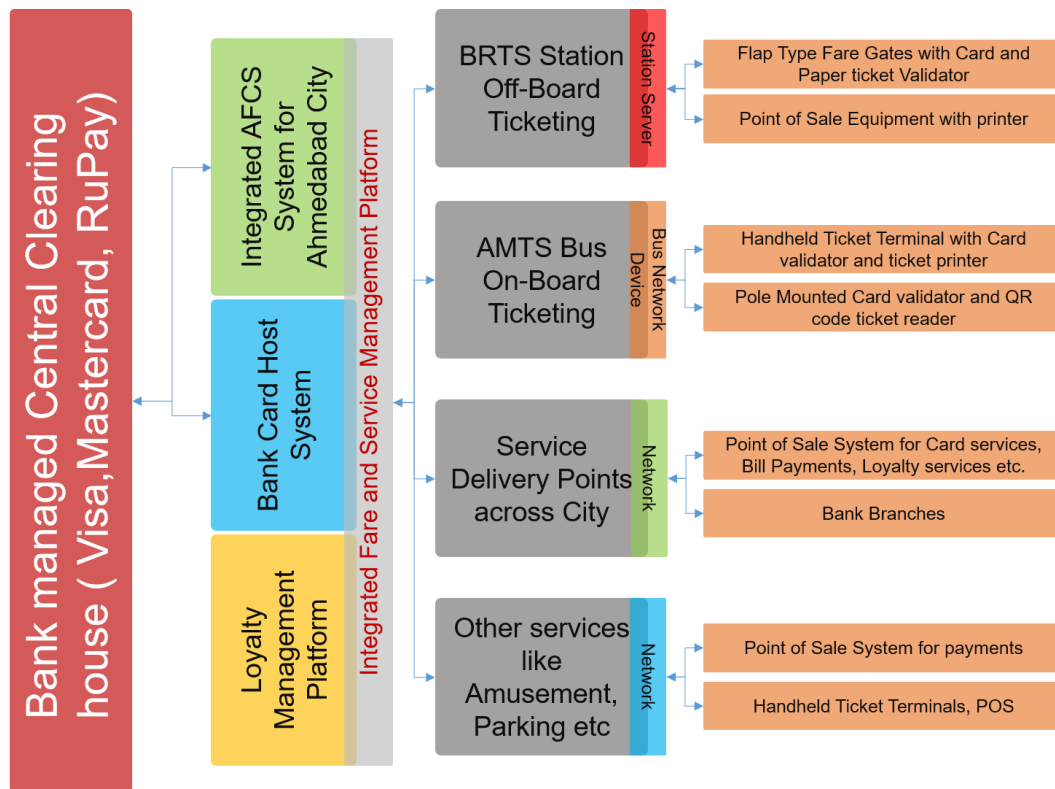 Bank managed Central Clearing
house ( Visa,Mastercard, RuPay)
Integrated AFCS
System for
Ahmedabad City
Bank Card Host
System
Loyalty
Management
Platform
Integrated Fare and Service Management Platform
BRTS Station
Off-Board
Ticketing
Station Server
Flap Type Fare Gates with Card and
Paper ticket Validator
Point of Sale Equipment with printer
AMTS Bus
On-Board
Ticketing
Bus Network
Device
Handheld Ticket Terminal with Card
validator and ticket printer
Pole Mounted Card validator and QR
code ticket reader
Service
Delivery Points
across City
Network
Point of Sale System for Card services,
Bill Payments, Loyalty services etc.
Bank Branches
Other services
like
Amusement,
Parking etc
Network
Point of Sale System for payments
Handheld Ticket Terminals, POS